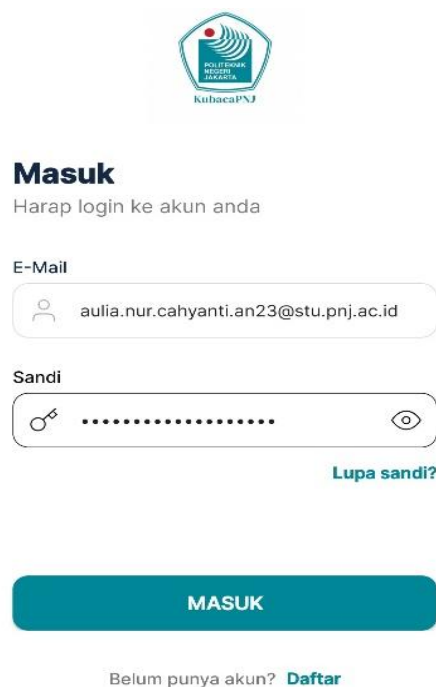 POLITEKNIK
NEGERI
JAKARTA
KubacaPNJ
Masuk
Harap login ke akun anda
E-Mail
aulia.nur.cahyanti.an23@stu.pnj.ac.id
Sandi
•••••••••••••••••••
Lupa sandi?
MASUK
Belum punya akun? Daftar